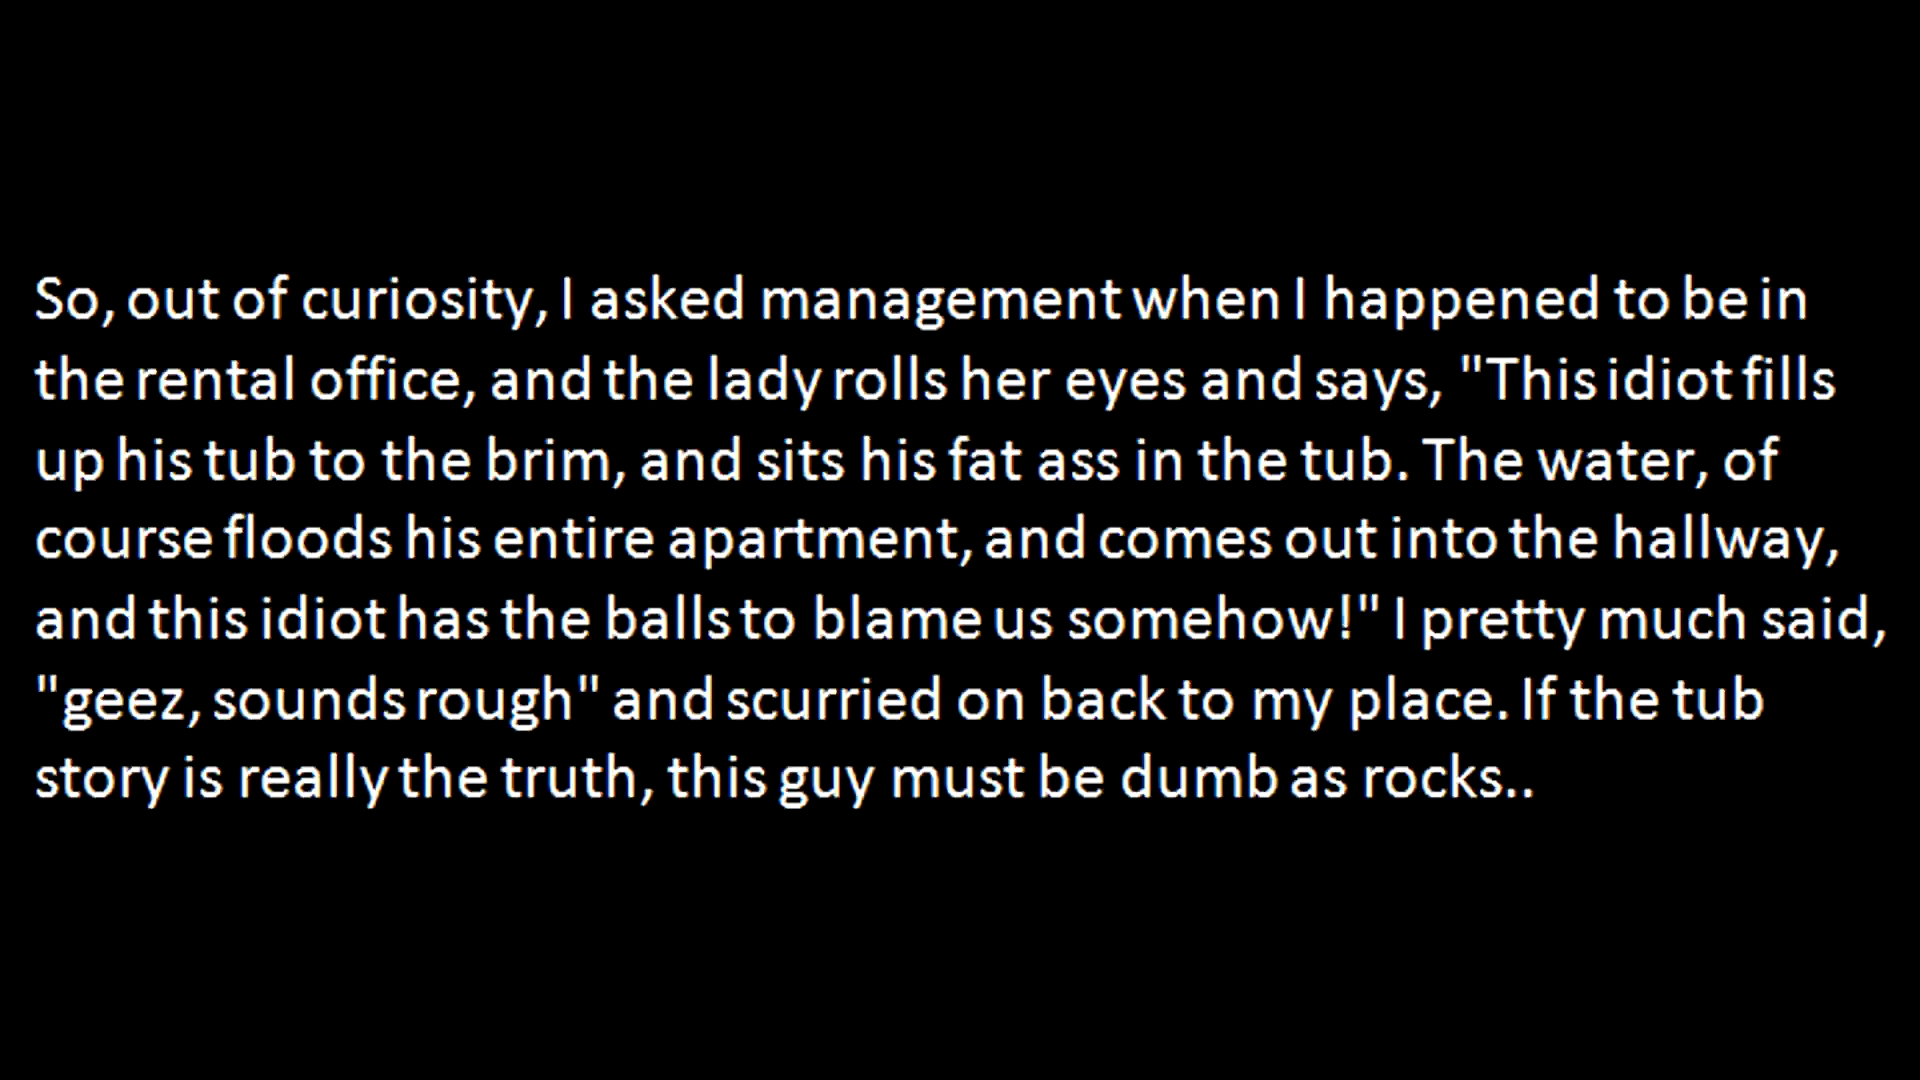 So, out of curiosity, I asked management when I happened to be in
the rental office, and the lady rolls her eyes and says, "This idiot fills
up his tub to the brim, and sits his fat ass in the tub. The water, of
course floods his entire apartment, and comes out into the hallway,
and this idiot has the balls to blame us somehow!" I pretty much said,
"geez, sounds rough" and scurried on back to my place. If the tub
story is really the truth, this guy must be dumb as rocks..